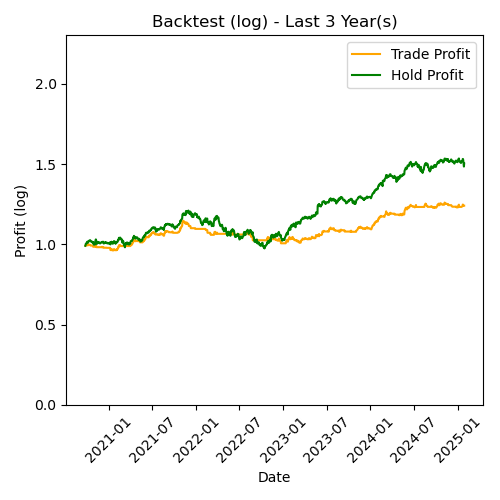 Backtest (log) - Last 3 Year(s)
Trade Profit
Hold Profit
Profit (log)
2.0
1.5
1.0
0.5
0.0
2021-01
2021-07
2022-01
2022-07
2023-01
2023-07
2024-01
2024-07
2025-01
Date